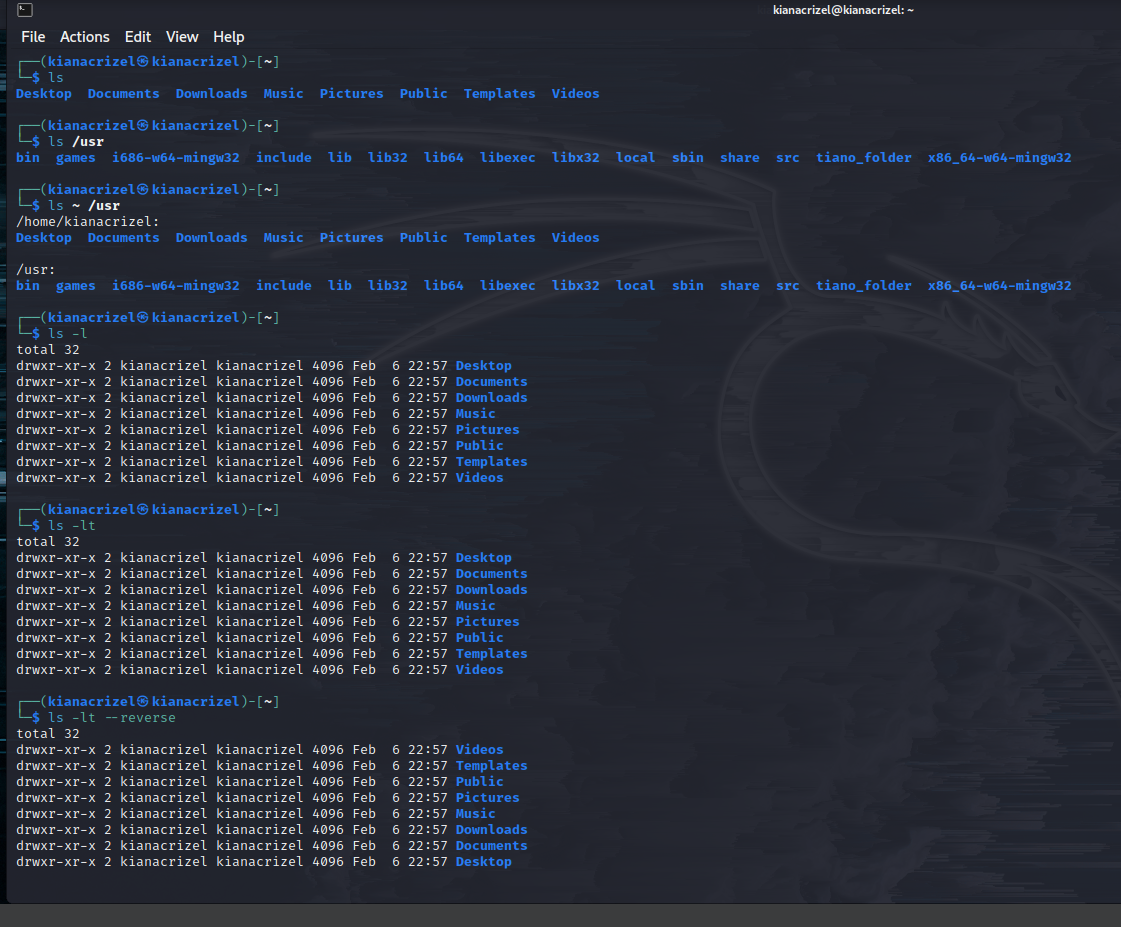 kianacrizel@kianacrizel: ~
File Actions Edit View Help
┌──(kianacrizel㉿kianacrizel)-[~]
└─$ ls
Desktop  Documents  Downloads  Music  Pictures  Public  Templates  Videos

┌──(kianacrizel㉿kianacrizel)-[~]
└─$ ls /usr
bin  games  i686-w64-mingw32  include  lib  lib32  lib64  libexec  libx32  local  sbin  share  src  tiano_folder  x86_64-w64-mingw32

┌──(kianacrizel㉿kianacrizel)-[~]
└─$ ls ~ /usr
/home/kianacrizel:
Desktop  Documents  Downloads  Music  Pictures  Public  Templates  Videos

/usr:
bin  games  i686-w64-mingw32  include  lib  lib32  lib64  libexec  libx32  local  sbin  share  src  tiano_folder  x86_64-w64-mingw32

┌──(kianacrizel㉿kianacrizel)-[~]
└─$ ls -l
total 32
drwxr-xr-x 2 kianacrizel kianacrizel 4096 Feb  6 22:57 Desktop
drwxr-xr-x 2 kianacrizel kianacrizel 4096 Feb  6 22:57 Documents
drwxr-xr-x 2 kianacrizel kianacrizel 4096 Feb  6 22:57 Downloads
drwxr-xr-x 2 kianacrizel kianacrizel 4096 Feb  6 22:57 Music
drwxr-xr-x 2 kianacrizel kianacrizel 4096 Feb  6 22:57 Pictures
drwxr-xr-x 2 kianacrizel kianacrizel 4096 Feb  6 22:57 Public
drwxr-xr-x 2 kianacrizel kianacrizel 4096 Feb  6 22:57 Templates
drwxr-xr-x 2 kianacrizel kianacrizel 4096 Feb  6 22:57 Videos

┌──(kianacrizel㉿kianacrizel)-[~]
└─$ ls -lt
total 32
drwxr-xr-x 2 kianacrizel kianacrizel 4096 Feb  6 22:57 Desktop
drwxr-xr-x 2 kianacrizel kianacrizel 4096 Feb  6 22:57 Documents
drwxr-xr-x 2 kianacrizel kianacrizel 4096 Feb  6 22:57 Downloads
drwxr-xr-x 2 kianacrizel kianacrizel 4096 Feb  6 22:57 Music
drwxr-xr-x 2 kianacrizel kianacrizel 4096 Feb  6 22:57 Pictures
drwxr-xr-x 2 kianacrizel kianacrizel 4096 Feb  6 22:57 Public
drwxr-xr-x 2 kianacrizel kianacrizel 4096 Feb  6 22:57 Templates
drwxr-xr-x 2 kianacrizel kianacrizel 4096 Feb  6 22:57 Videos

┌──(kianacrizel㉿kianacrizel)-[~]
└─$ ls -lt --reverse
total 32
drwxr-xr-x 2 kianacrizel kianacrizel 4096 Feb  6 22:57 Videos
drwxr-xr-x 2 kianacrizel kianacrizel 4096 Feb  6 22:57 Templates
drwxr-xr-x 2 kianacrizel kianacrizel 4096 Feb  6 22:57 Public
drwxr-xr-x 2 kianacrizel kianacrizel 4096 Feb  6 22:57 Pictures
drwxr-xr-x 2 kianacrizel kianacrizel 4096 Feb  6 22:57 Music
drwxr-xr-x 2 kianacrizel kianacrizel 4096 Feb  6 22:57 Downloads
drwxr-xr-x 2 kianacrizel kianacrizel 4096 Feb  6 22:57 Documents
drwxr-xr-x 2 kianacrizel kianacrizel 4096 Feb  6 22:57 Desktop